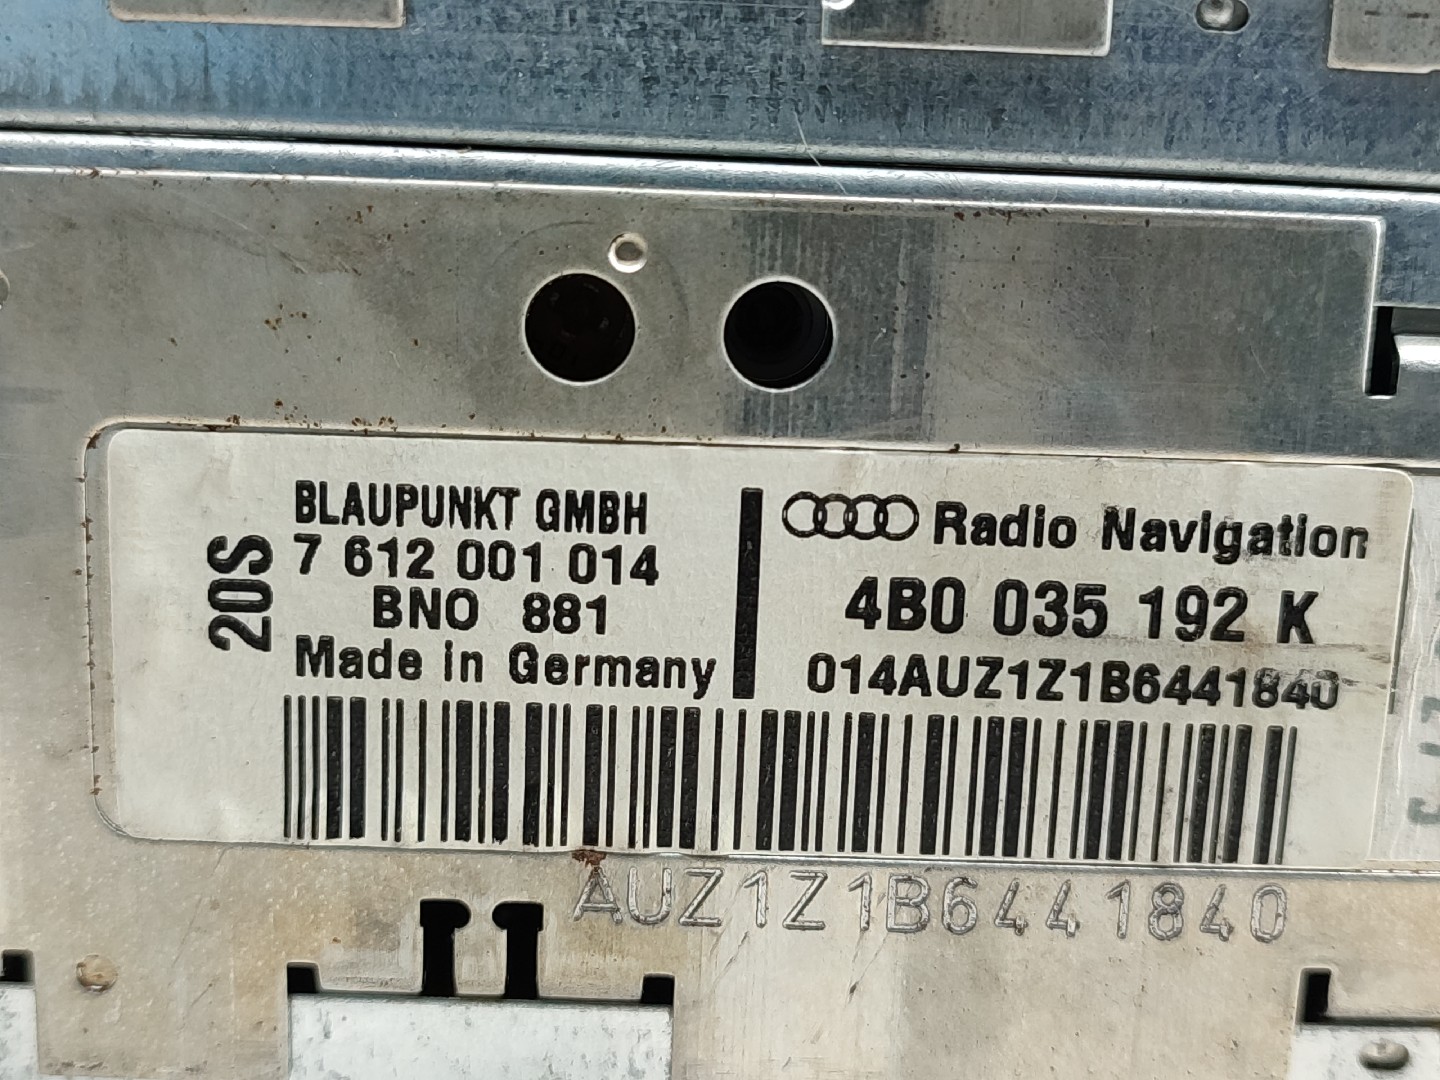 20S
BLAUPUNKT GMBH
7 612 001 014
BNO 881
Made in Germany
Radio Navigation
4B0 035 192 K
014AUZ1Z1B6441840
AUZ1Z1B6441840